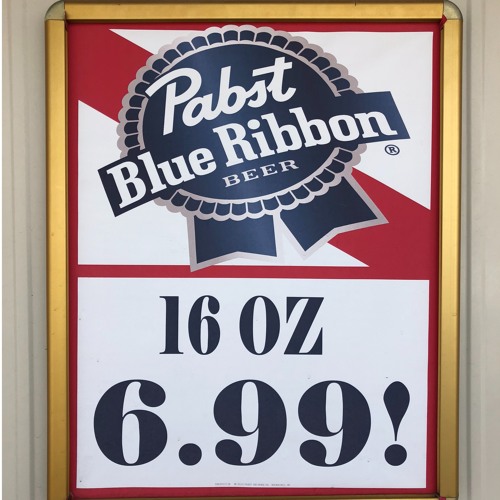 Pabst
Blue Ribbon®
BEER
16 OZ
6.99!